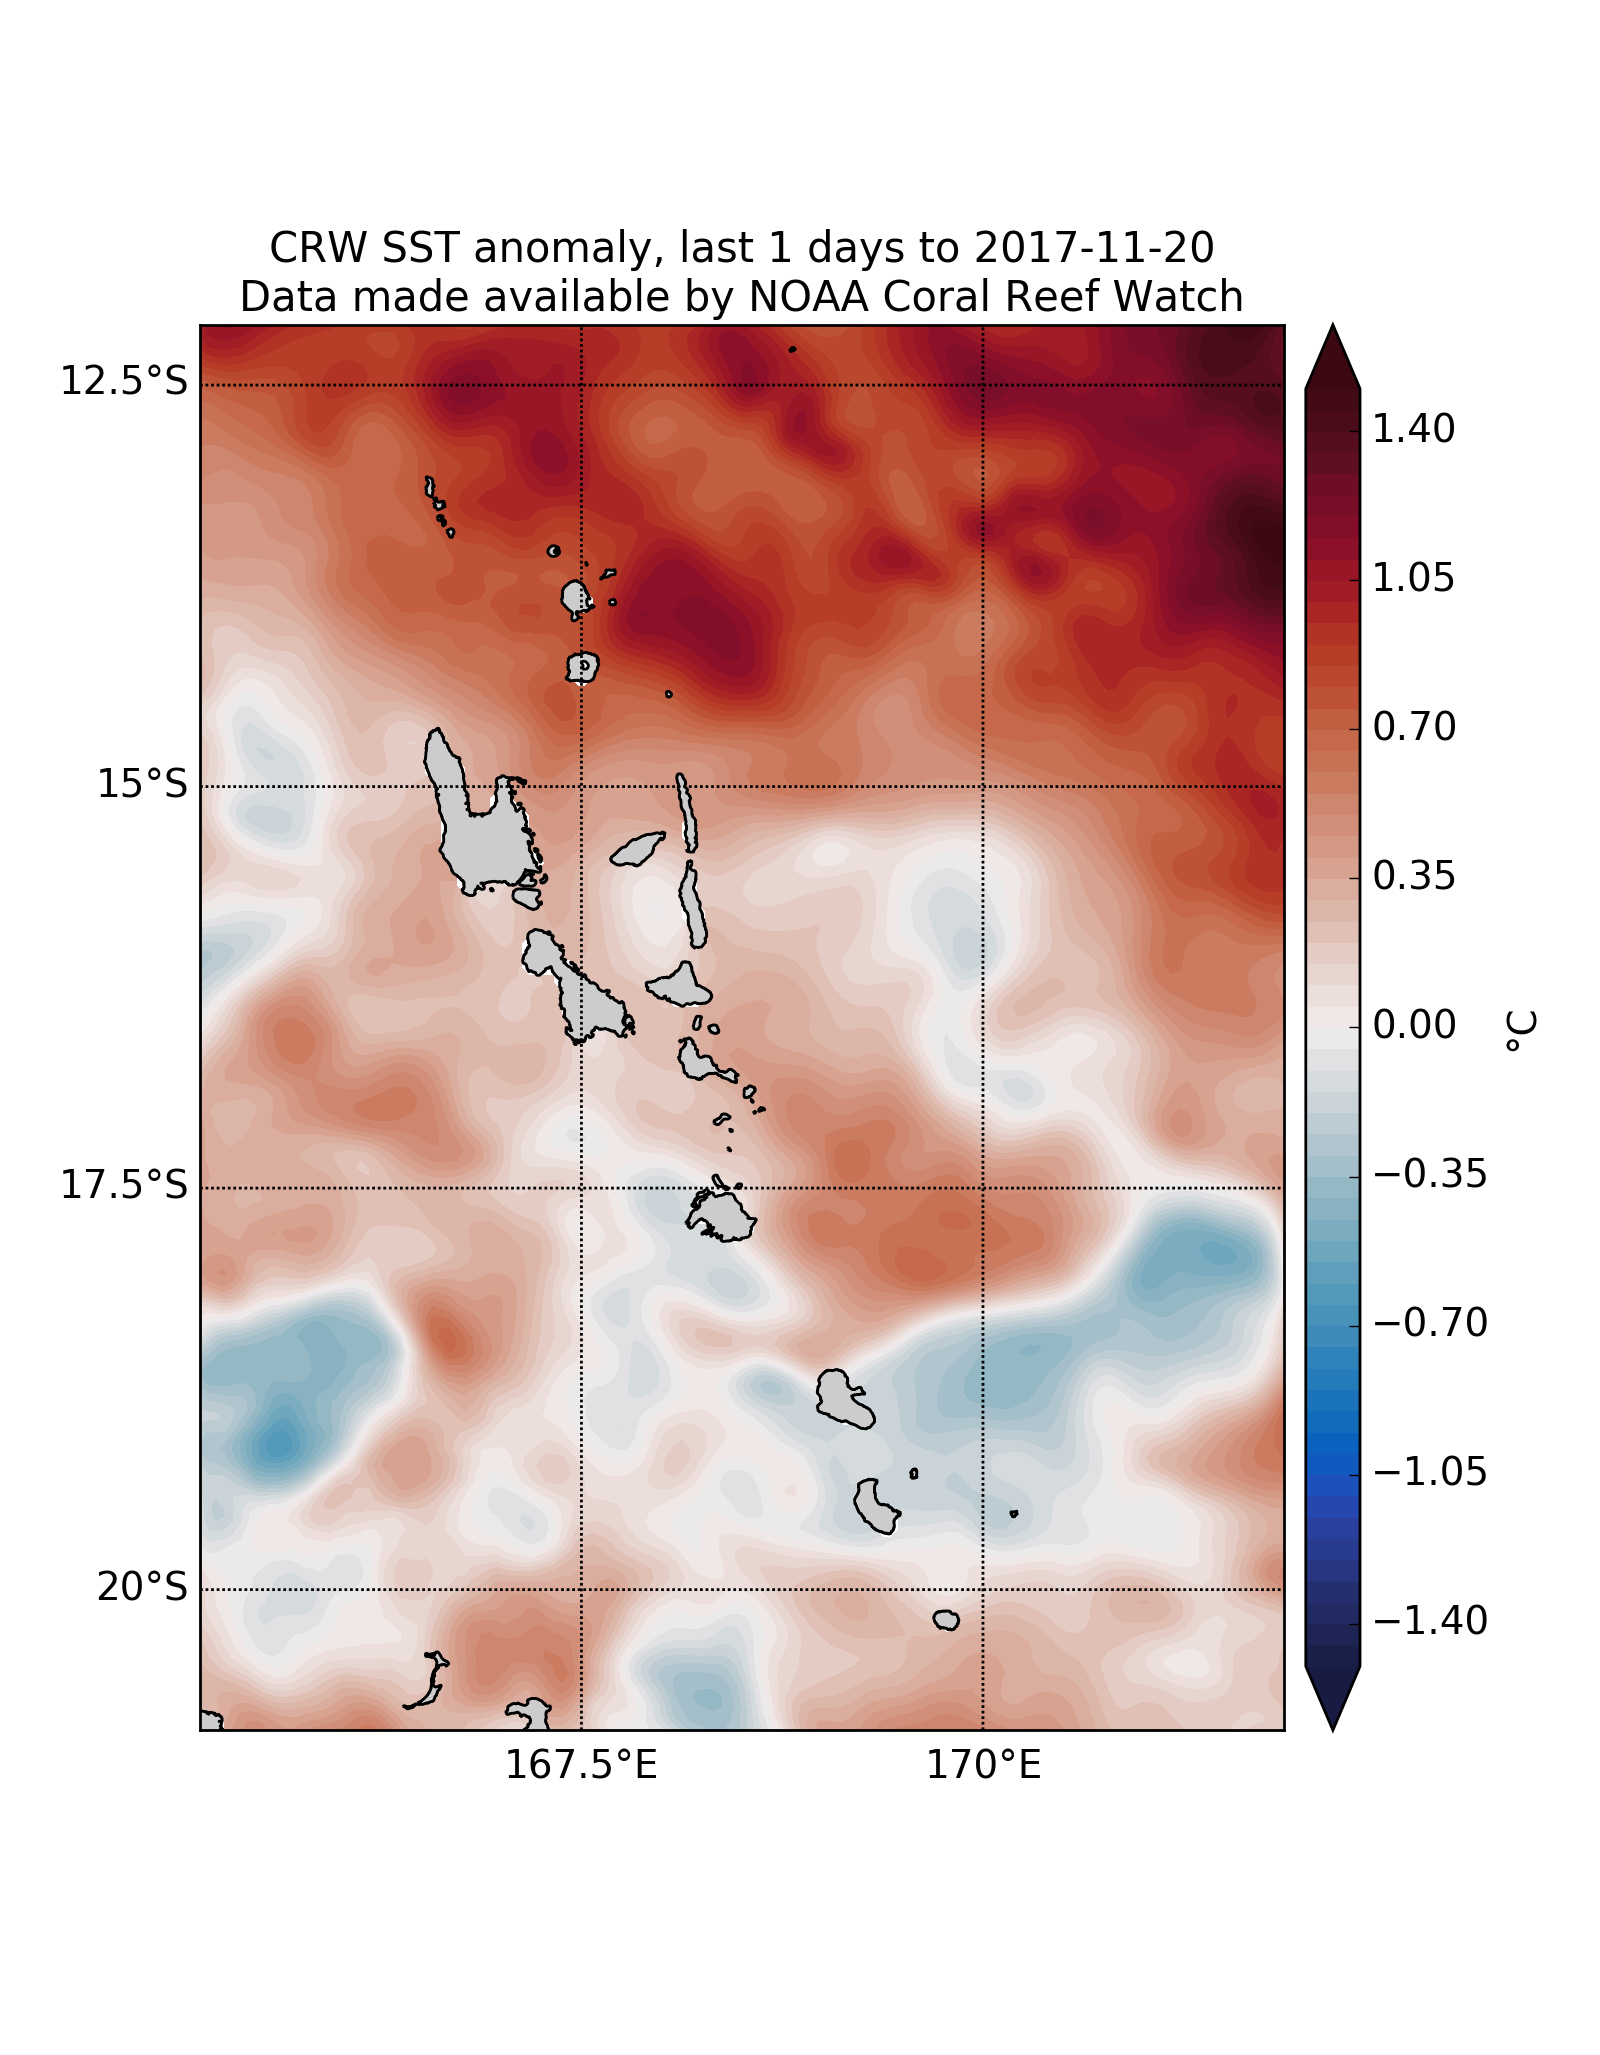 CRW SST anomaly, last 1 days to 2017-11-20
Data made available by NOAA Coral Reef Watch
12.5°S
15°S
17.5°S
20°S
167.5°E
170°E
1.40
1.05
0.70
0.35
0.00
−0.35
−0.70
−1.05
−1.40
°C